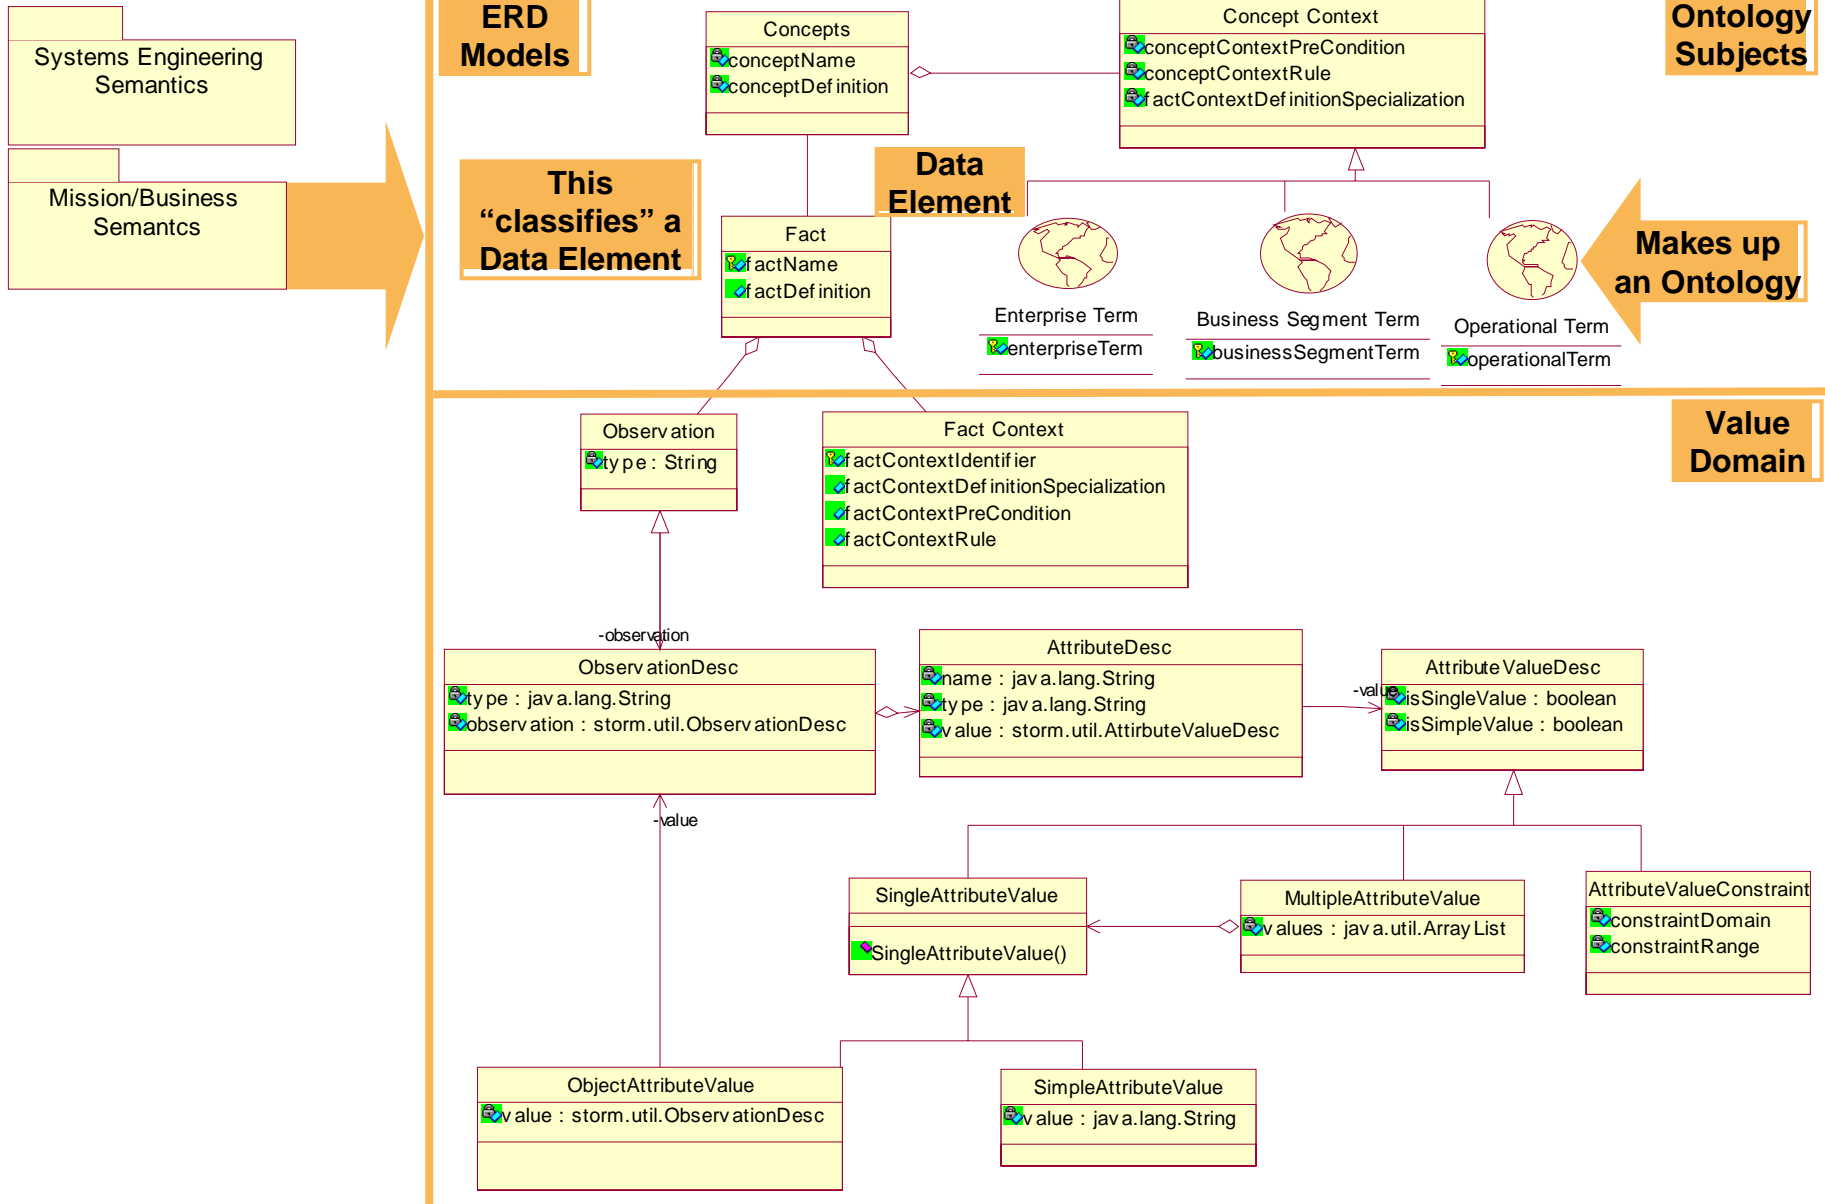 Systems Engineering
Semantics
Mission/Business
Semantcs
ERD
Models
Concepts
conceptName
conceptDefinition
Concept Context
conceptContextPreCondition
conceptContextRule
factContextDefinitionSpecialization
Ontology
Subjects
This
“classifies” a
Data Element
Data
Element
Fact
factName
factDefinition
Enterprise Term
enterpriseTerm
Business Segment Term
businessSegmentTerm
Operational Term
operationalTerm
Makes up
an Ontology
Value
Domain
Observation
type : String
Fact Context
factContextIdentifier
factContextDefinitionSpecialization
factContextPreCondition
factContextRule
-observation
ObservationDesc
type : java.lang.String
observation : storm.util.ObservationDesc
AttributeDesc
name : java.lang.String
type : java.lang.String
value : storm.util.AttirbuteValueDesc
-value
AttributeValueDesc
isSingleValue : boolean
isSimpleValue : boolean
-value
SingleAttributeValue
SingleAttributeValue()
MultipleAttributeValue
values : java.util.ArrayList
AttributeValueConstraint
constraintDomain
constraintRange
ObjectAttributeValue
value : storm.util.ObservationDesc
SimpleAttributeValue
value : java.lang.String